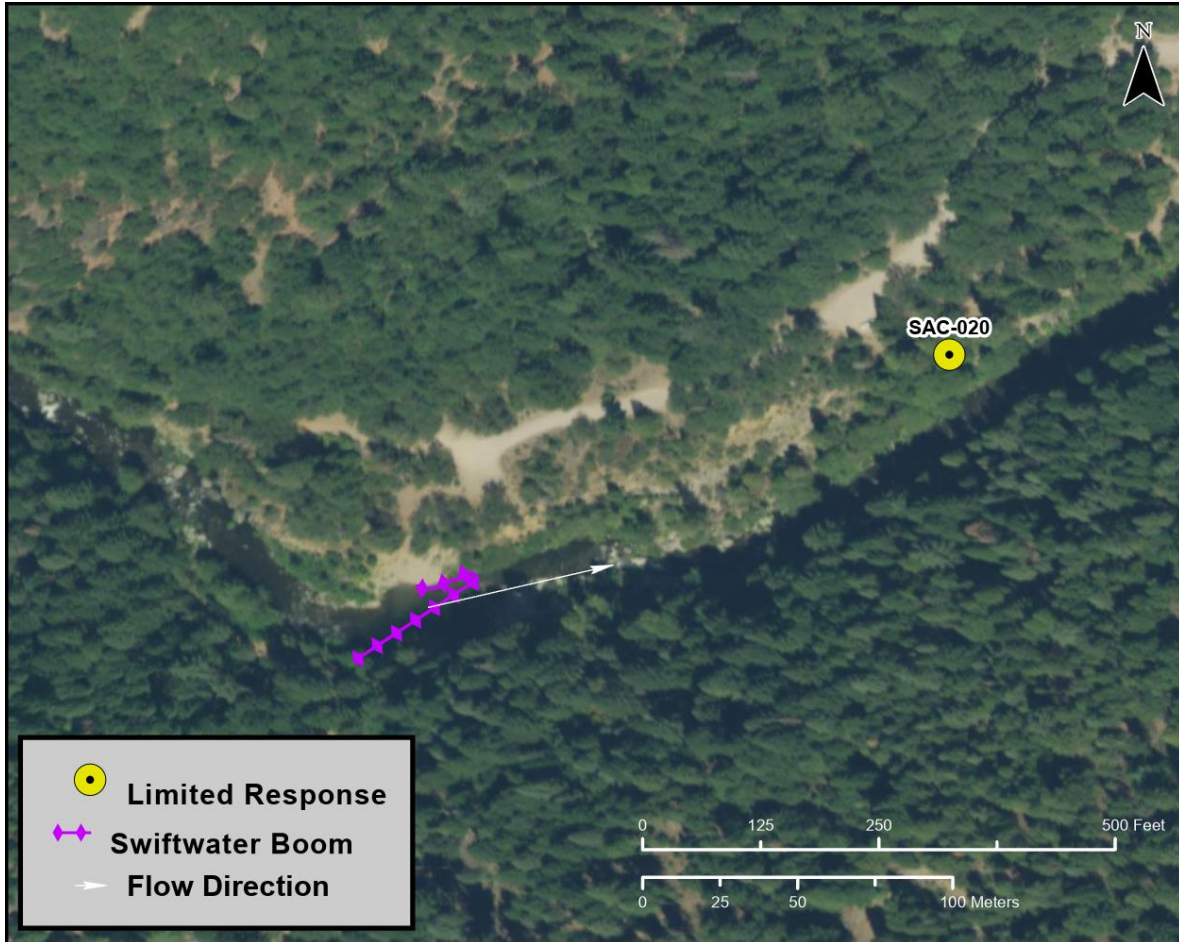 N
SAC-020
Limited Response
Swiftwater Boom
Flow Direction
0 125 250 500 Feet
0 25 50 100 Meters